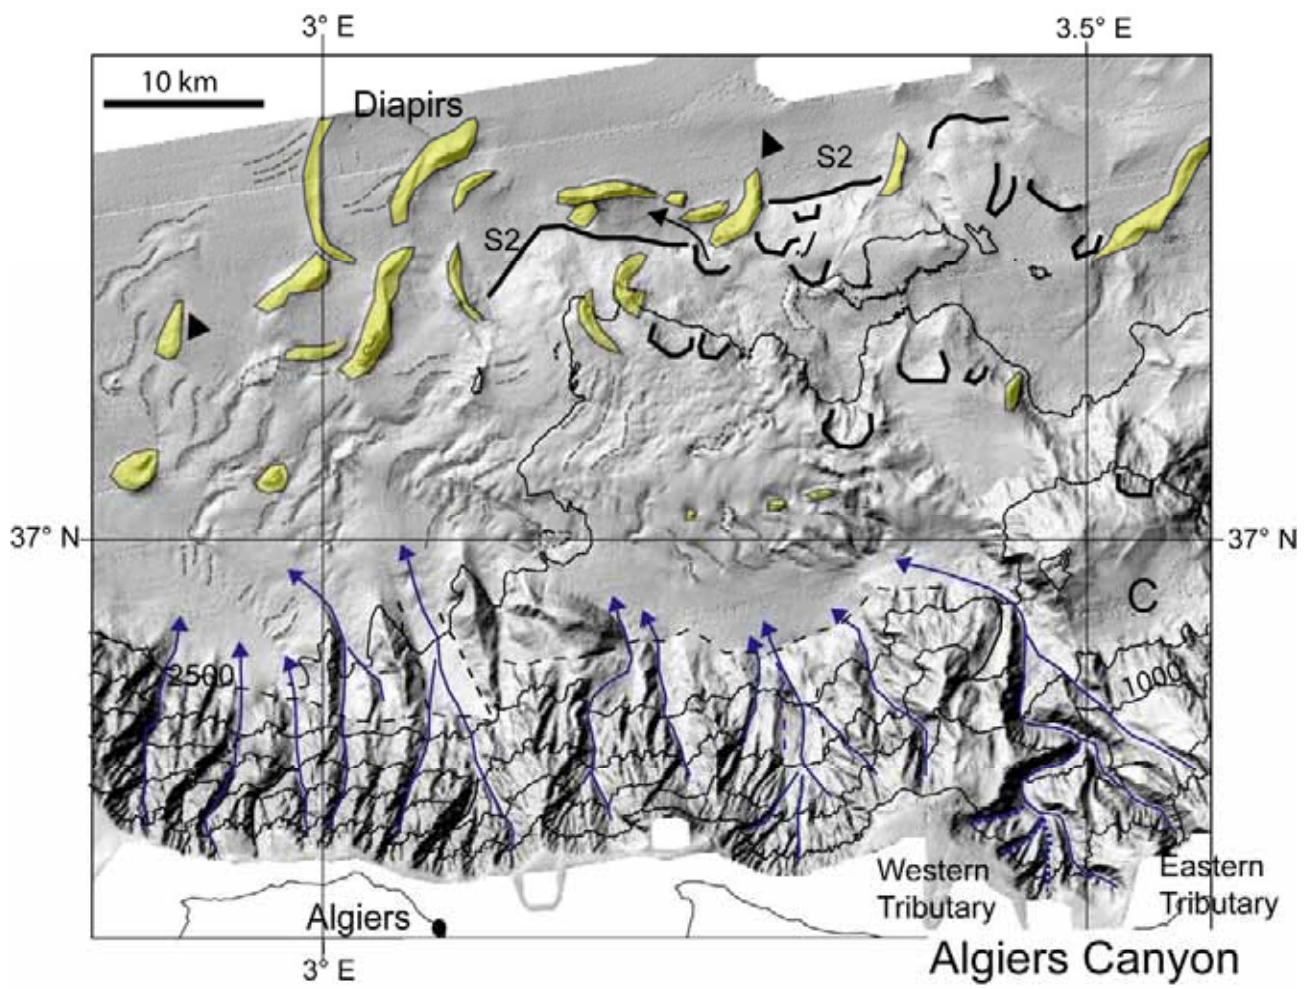 3° E
3.5° E
10 km
Diapirs
S2
S2
37° N
37° N
C
2500
1000
Western
Tributary
Eastern
Tributary
Algiers
Algiers Canyon
3° E